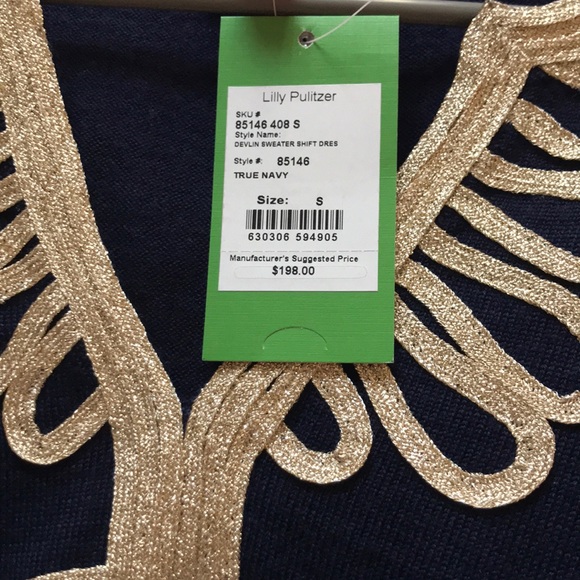 Lilly Pulitzer
SKU #
85146 408 S
Style Name:
DEVLIN SWEATER SHIFT DRES
Style #: 85146
TRUE NAVY
Size: S
630306 594905
Manufacturer's Suggested Price
$198.00